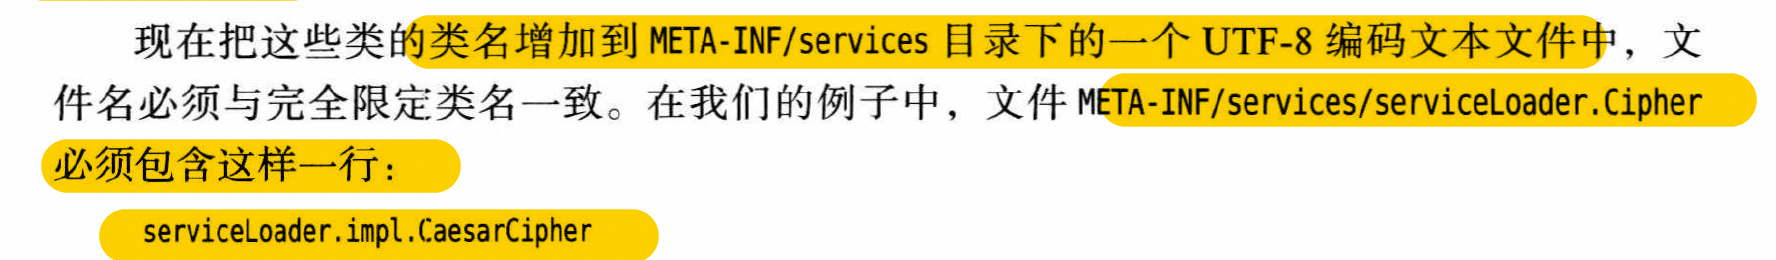 现在把这些类的类名增加到 META-INF/services 目录下的一个 UTF-8 编码文本文件中，文
件名必须与完全限定类名一致。在我们的例子中，文件 META-INF/services/serviceLoader.Cipher
必须包含这样一行：
serviceLoader.impl.CaesarCipher